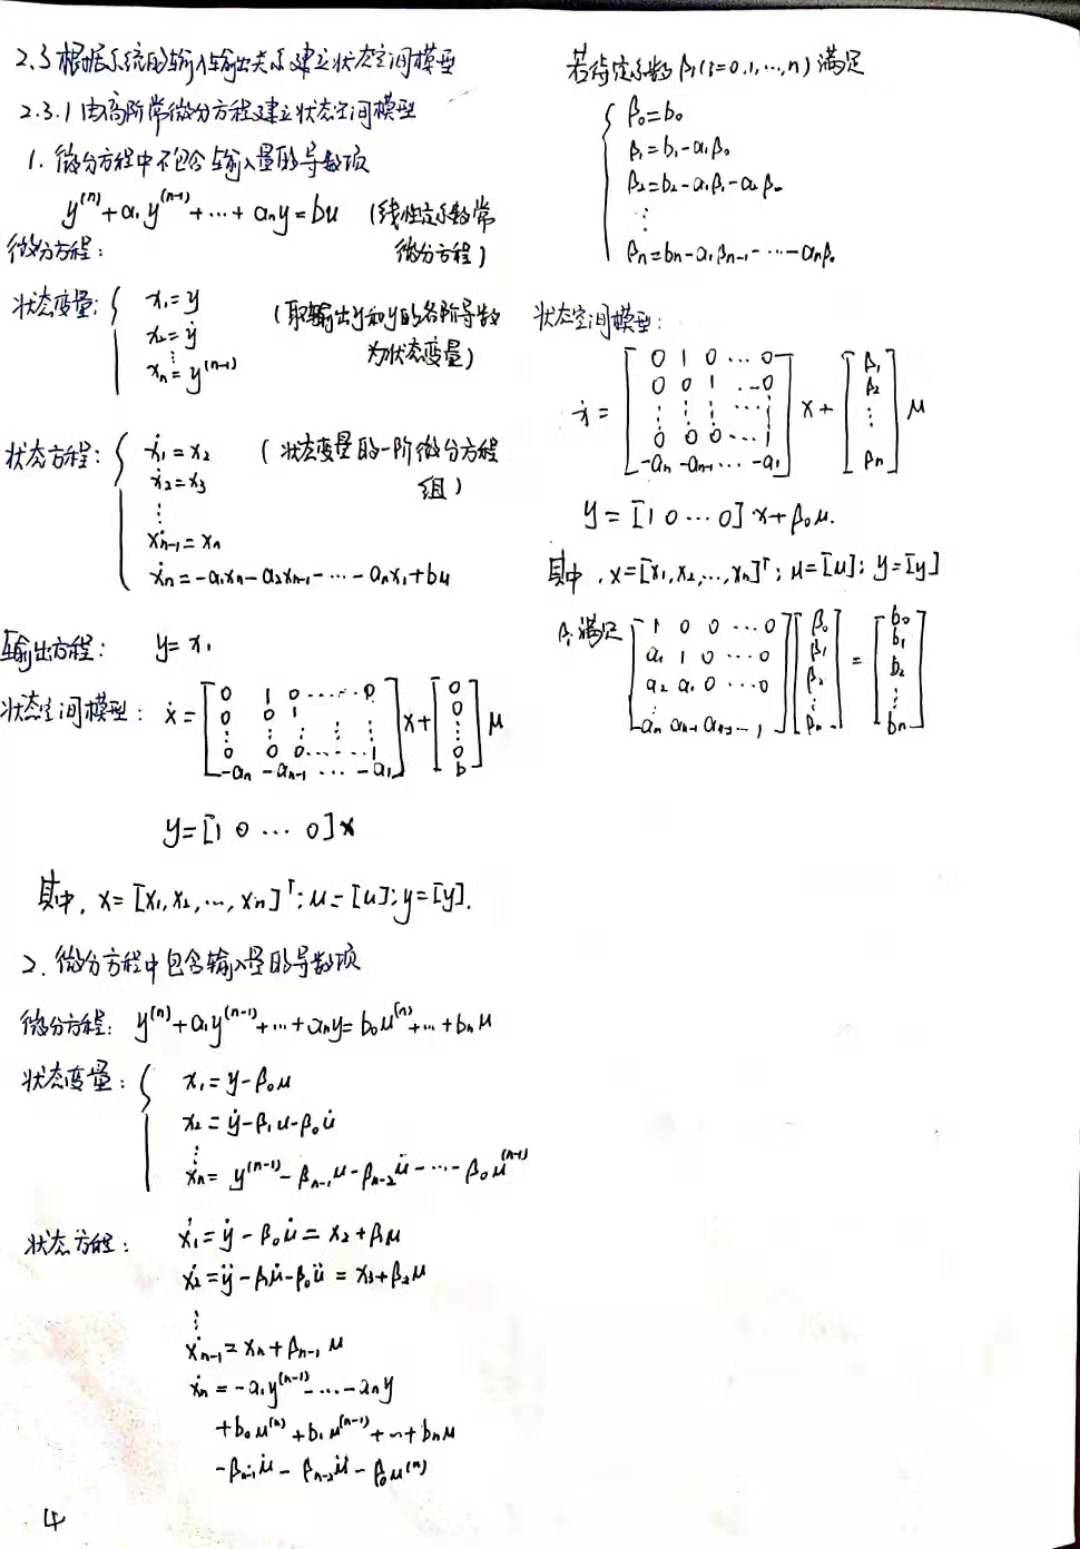 2.3 根据系统的输入输出关系建立状态空间模型
2.3.1 由高阶常微分方程建立状态空间模型
1. 微分方程中不包含输入量的导数项
y⁽ⁿ⁾+a₁y⁽ⁿ⁻¹⁾+…+aₙy=bu (线性定系数常
微分方程: 微分方程)
状态变量: { x₁=y (取输出y和y的各阶导数
x₂=ẏ 为状态变量)
⋮
xₙ=y⁽ⁿ⁻¹⁾
状态方程: { ẋ₁=x₂ (状态变量的一阶微分方程
ẋ₂=x₃ 组)
⋮
ẋₙ₋₁=xₙ
ẋₙ=-a₁xₙ-a₂xₙ₋₁-…-aₙx₁+bu
输出方程: y=x₁
状态空间模型: ẋ=[0 1 0 …… 0; 0 0 1 ⋮ ⋮; ⋮ ⋮ ⋮ ⋮ ⋮; 0 0 0 …… 1; -aₙ -aₙ₋₁ … -a₁]x+[0; 0; ⋮; 0; b]u
y=[1 0 … 0]x
其中, x=[x₁,x₂,…,xₙ]ᵀ; u=[u]; y=[y].
2. 微分方程中包含输入量的导数项
微分方程: y⁽ⁿ⁾+a₁y⁽ⁿ⁻¹⁾+…+aₙy=b₀u⁽ⁿ⁾+…+bₙu
状态变量: { x₁=y-β₀u
x₂=ẏ-β₁u-β₀u̇
⋮
xₙ=y⁽ⁿ⁻¹⁾-βₙ₋₁u-βₙ₋₂u̇-…-β₀u⁽ⁿ⁻¹⁾
状态方程: ẋ₁=ẏ-β₀u̇=x₂+β₁u
ẋ₂=ÿ-β₁u̇-β₀ü=x₃+β₂u
⋮
ẋₙ₋₁=xₙ+βₙ₋₁u
ẋₙ=-a₁y⁽ⁿ⁻¹⁾-…-aₙy
+b₀u⁽ⁿ⁾+b₁u⁽ⁿ⁻¹⁾+…+bₙu
-βₙ₋₁u̇-βₙ₋₂ü-β₀u⁽ⁿ⁾
4
若待定系数βᵢ(i=0,1,…,n)满足
{ β₀=b₀
β₁=b₁-a₁β₀
β₂=b₂-a₁β₁-a₂β₀
⋮
βₙ=bₙ-a₁βₙ₋₁-…-aₙβ₀
状态空间模型:
ẋ=[0 1 0 … 0; 0 0 1 … 0; ⋮ ⋮ ⋮ … ⋮; 0 0 0 … 1; -aₙ -aₙ₋₁ … -a₁]x+[β₁; β₂; ⋮; βₙ]u
y=[1 0 … 0]x+β₀u.
其中, x=[x₁,x₂,…,xₙ]ᵀ; u=[u]; y=[y]
βᵢ满足 [1 0 0 … 0; a₁ 1 0 … 0; a₂ a₁ 0 … 0; ⋮; aₙ aₙ₋₁ aₙ₋₂ … 1][β₀; β₁; β₂; ⋮; βₙ]=[b₀; b₁; b₂; ⋮; bₙ]